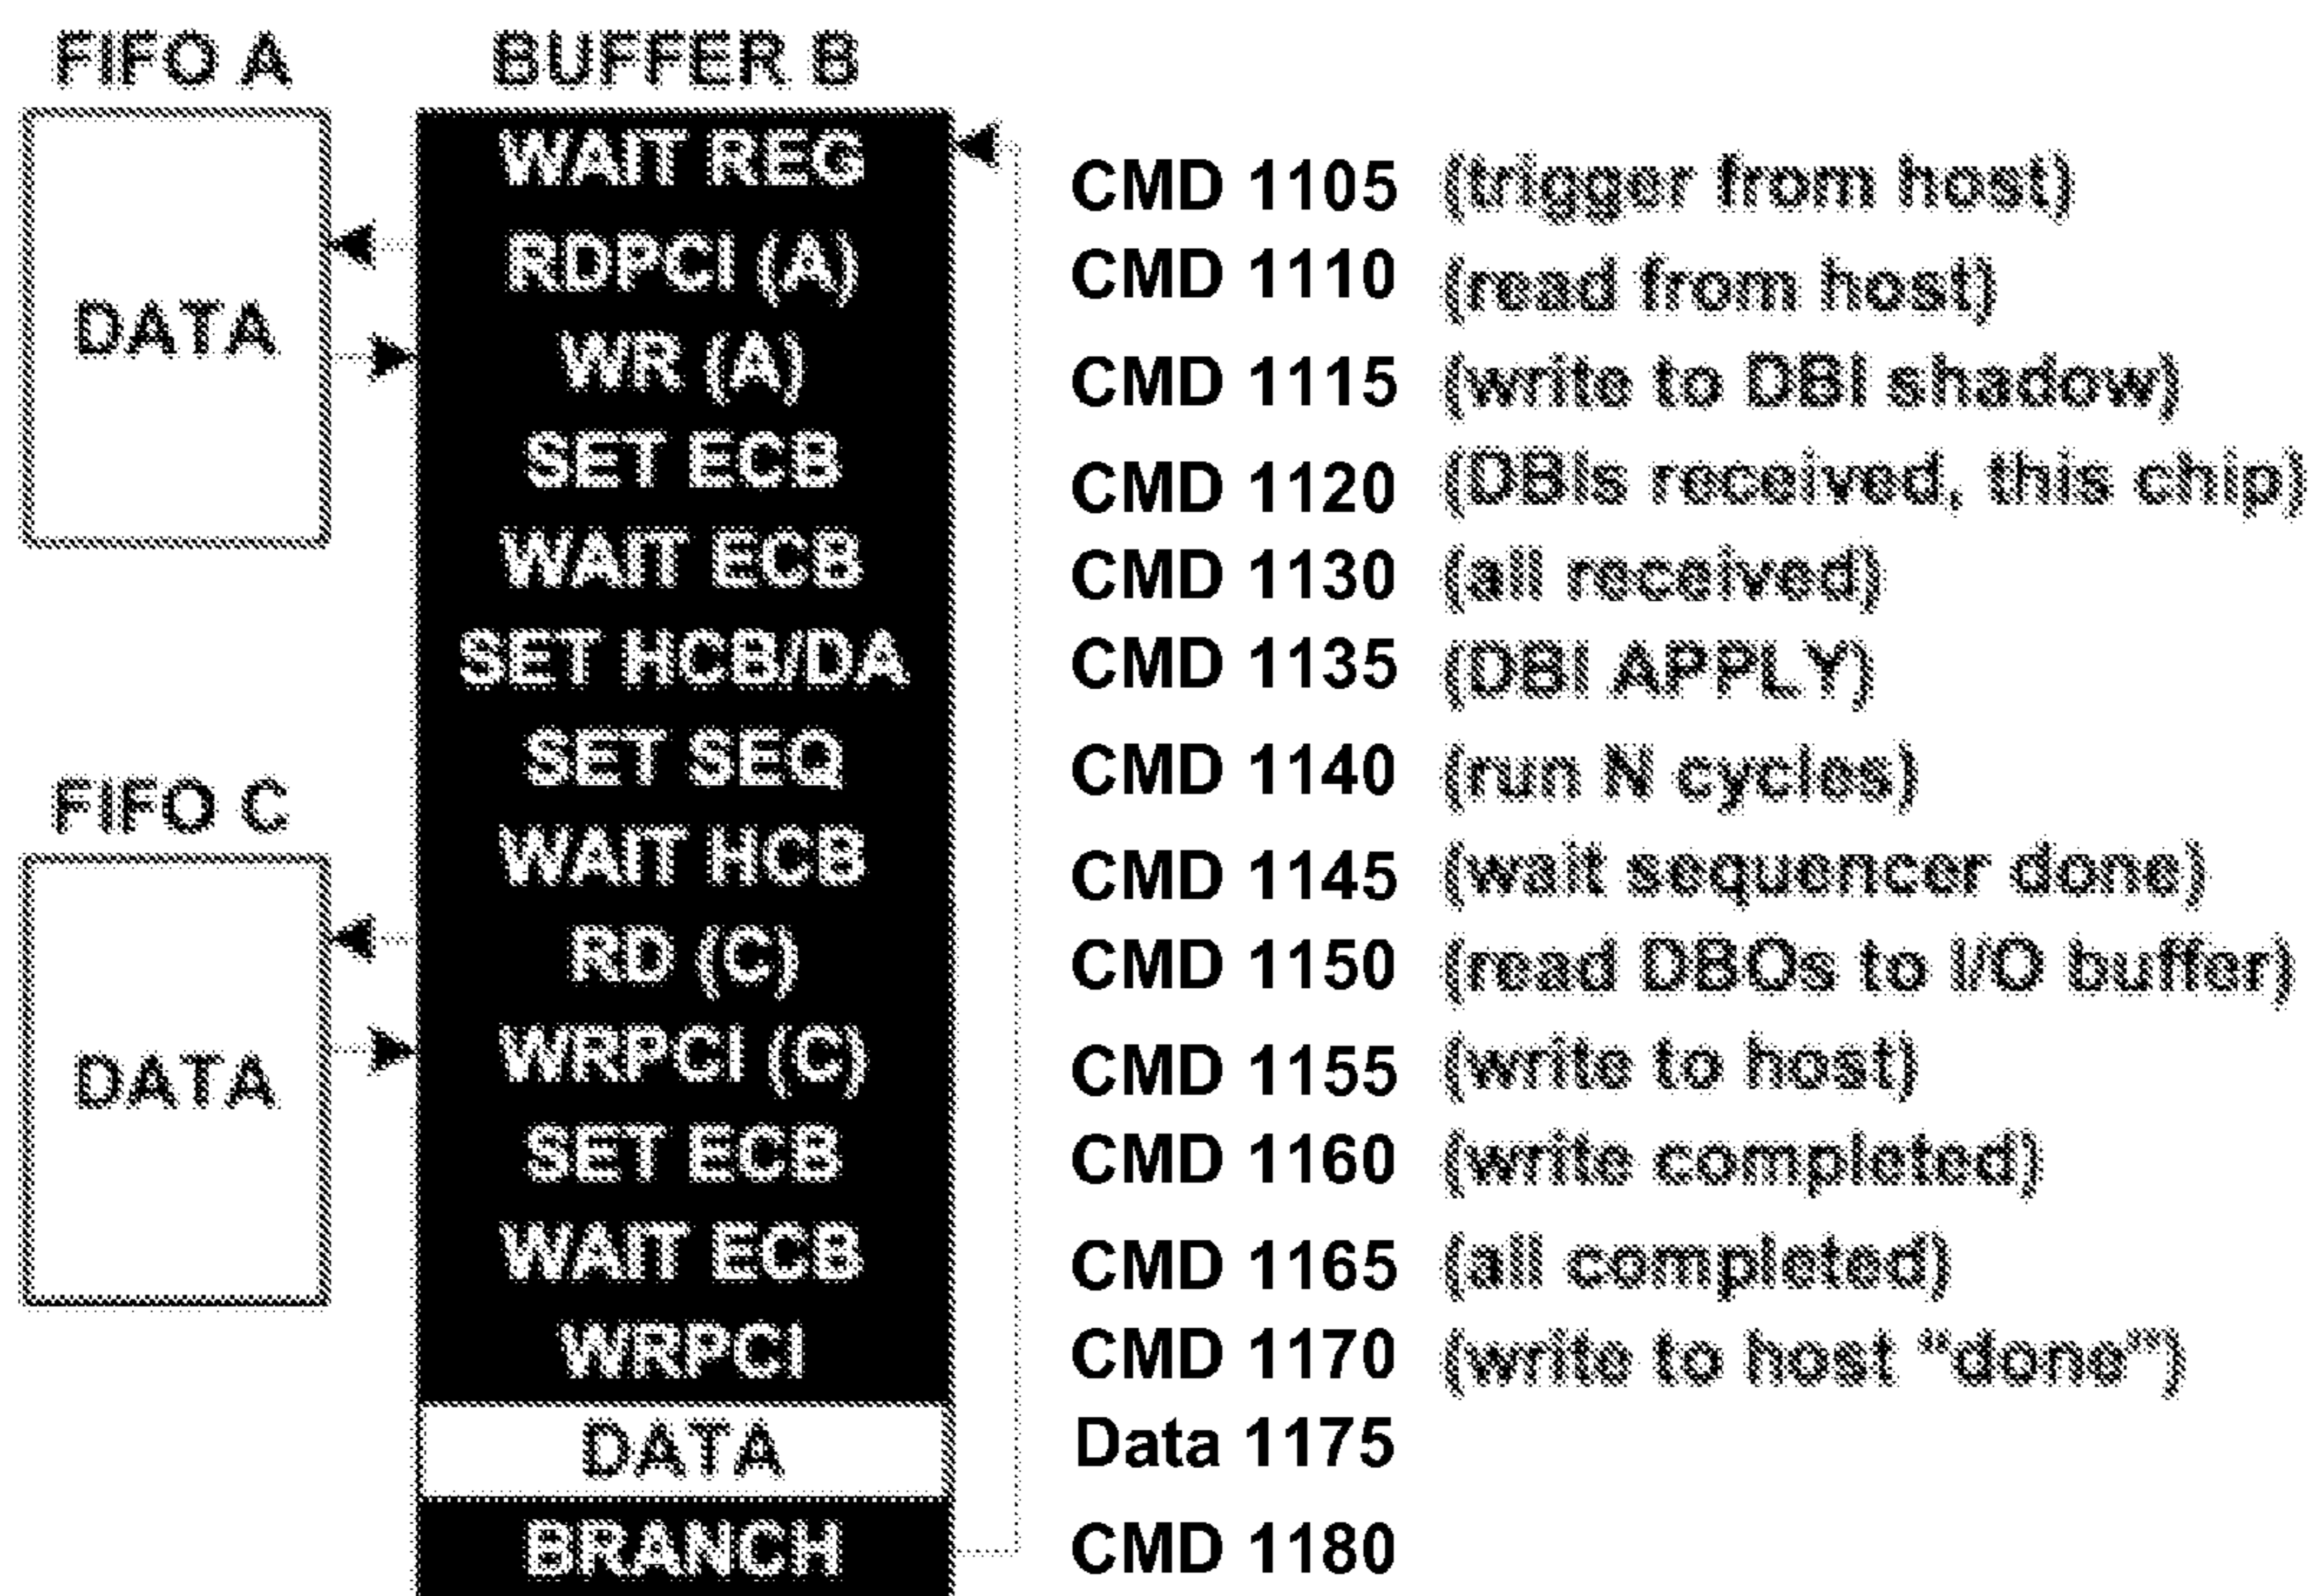 FIFO A BUFFER B
WAIT REG CMD 1105 (trigger from host)
RDPCI (A) CMD 1110 (read from host)
DATA WR (A) CMD 1115 (write to DBI shadow)
SET ECB CMD 1120 (DBIs received, this chip)
WAIT ECB CMD 1130 (all received)
SET HCB/DA CMD 1135 (DBI APPLY)
SET SEQ CMD 1140 (run N cycles)
FIFO C
WAIT HCB CMD 1145 (wait sequencer done)
RD (C) CMD 1150 (read DBOs to I/O buffer)
DATA WRPCI (C) CMD 1155 (write to host)
SET ECB CMD 1160 (write completed)
WAIT ECB CMD 1165 (all completed)
WRPCI CMD 1170 (write to host “done”)
DATA Data 1175
BRANCH CMD 1180